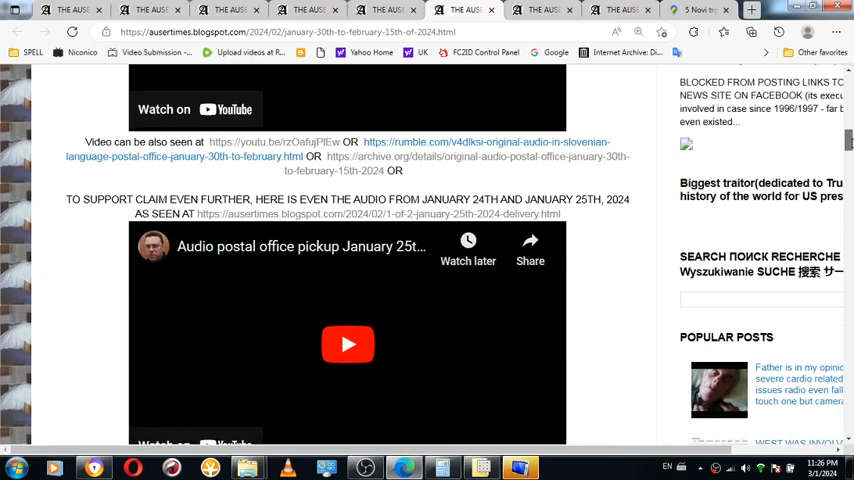 THE AUSE
THE AUSE
THE AUSE
THE AUSE
THE AUSE
THE AUSE
THE AUSE
THE AUSE
5 Novi tr
https://ausertimes.blogspot.com/2024/02/january-30th-to-february-15th-of-2024.html
SPELL
Niconico
Video Submission -...
Upload videos at R...
D
Yahoo Home
UK
FC2ID Control Panel
Google
Internet Archive: Di...
Other favorites
Watch on YouTube
Video can be also seen at https://youtu.be/rzOafujPlEw OR https://rumble.com/v4dlksi-original-audio-in-slovenian-
language-postal-office-january-30th-to-february.html OR https://archive.org/details/original-audio-postal-office-january-30th-
to-february-15th-2024 OR
TO SUPPORT CLAIM EVEN FURTHER, HERE IS EVEN THE AUDIO FROM JANUARY 24TH AND JANUARY 25TH, 2024
AS SEEN AT https://ausertimes.blogspot.com/2024/02/1-of-2-january-25th-2024-delivery.html
Audio postal office pickup January 25t...
Watch later
Share
Watch on YouTube
BLOCKED FROM POSTING LINKS TO
NEWS SITE ON FACEBOOK (its execu
involved in case since 1996/1997 - far b
even existed...
Biggest traitor(dedicated to Tru
history of the world for US pres
SEARCH ПОИСК RECHERCHE
Wyszukiwanie SUCHE 搜索 サー
POPULAR POSTS
Father is in my opinic
severe cardio related
issues radio even fall
touch one but camera
WEST WAS INVOLV
EN
11:26 PM
3/1/2024